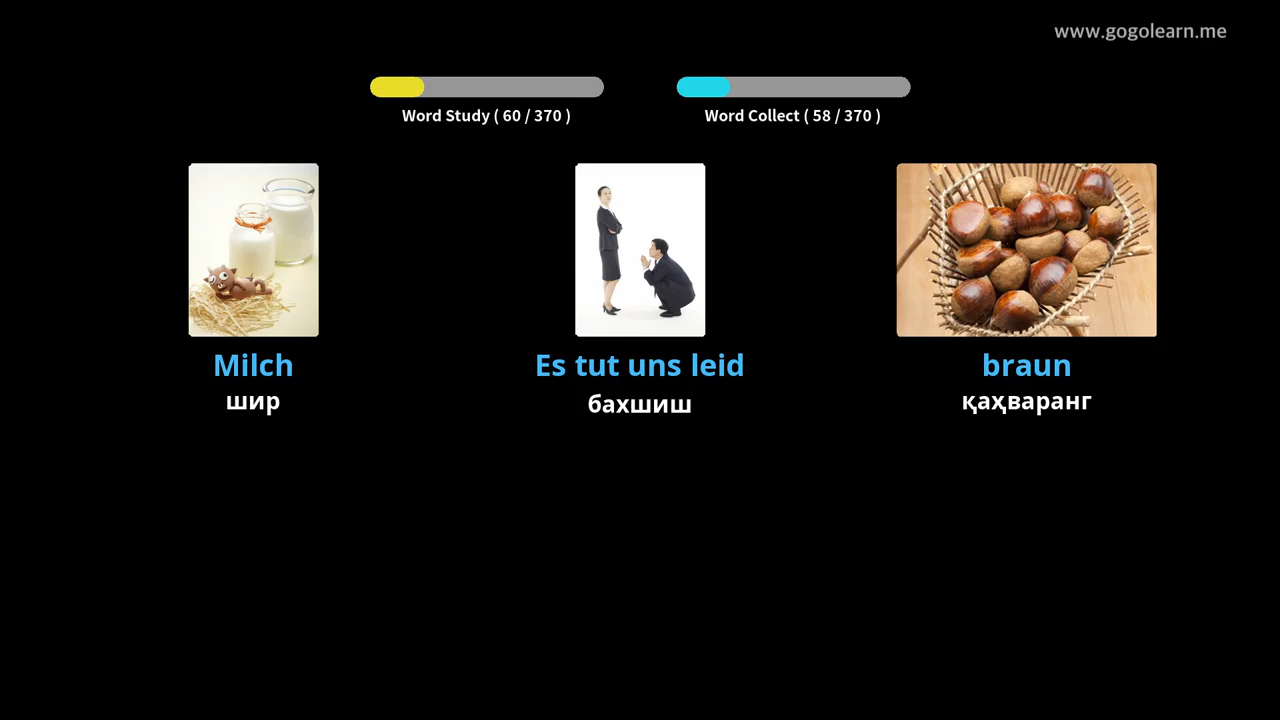 www.gogolearn.me
Word Study ( 60 / 370 )
Word Collect ( 58 / 370 )
Milch
Es tut uns leid
braun
шир
бахшиш
қаҳваранг